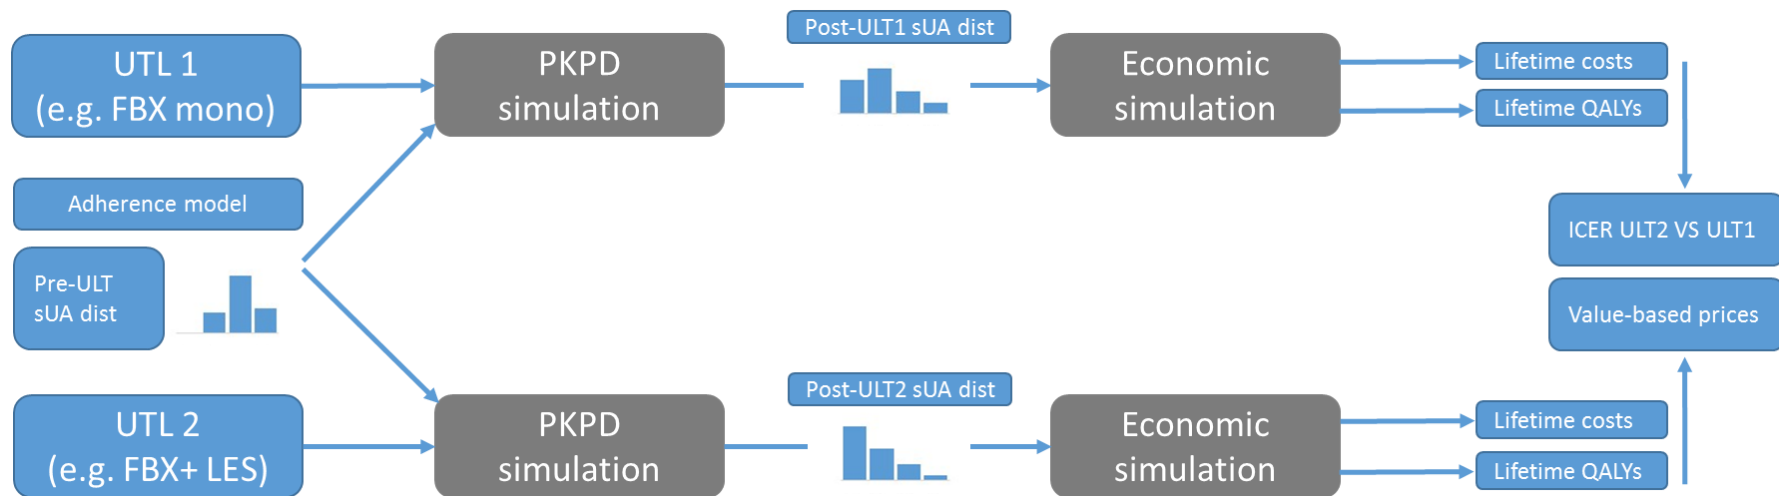 UTL 1
(e.g. FBX mono)
PKPD
simulation
Post-ULT1 sUA dist
Economic
simulation
Lifetime costs
Lifetime QALYs
Adherence model
Pre-ULT
sUA dist
ICER ULT2 VS ULT1
Value-based prices
UTL 2
(e.g. FBX+ LES)
PKPD
simulation
Post-ULT2 sUA dist
Economic
simulation
Lifetime costs
Lifetime QALYs